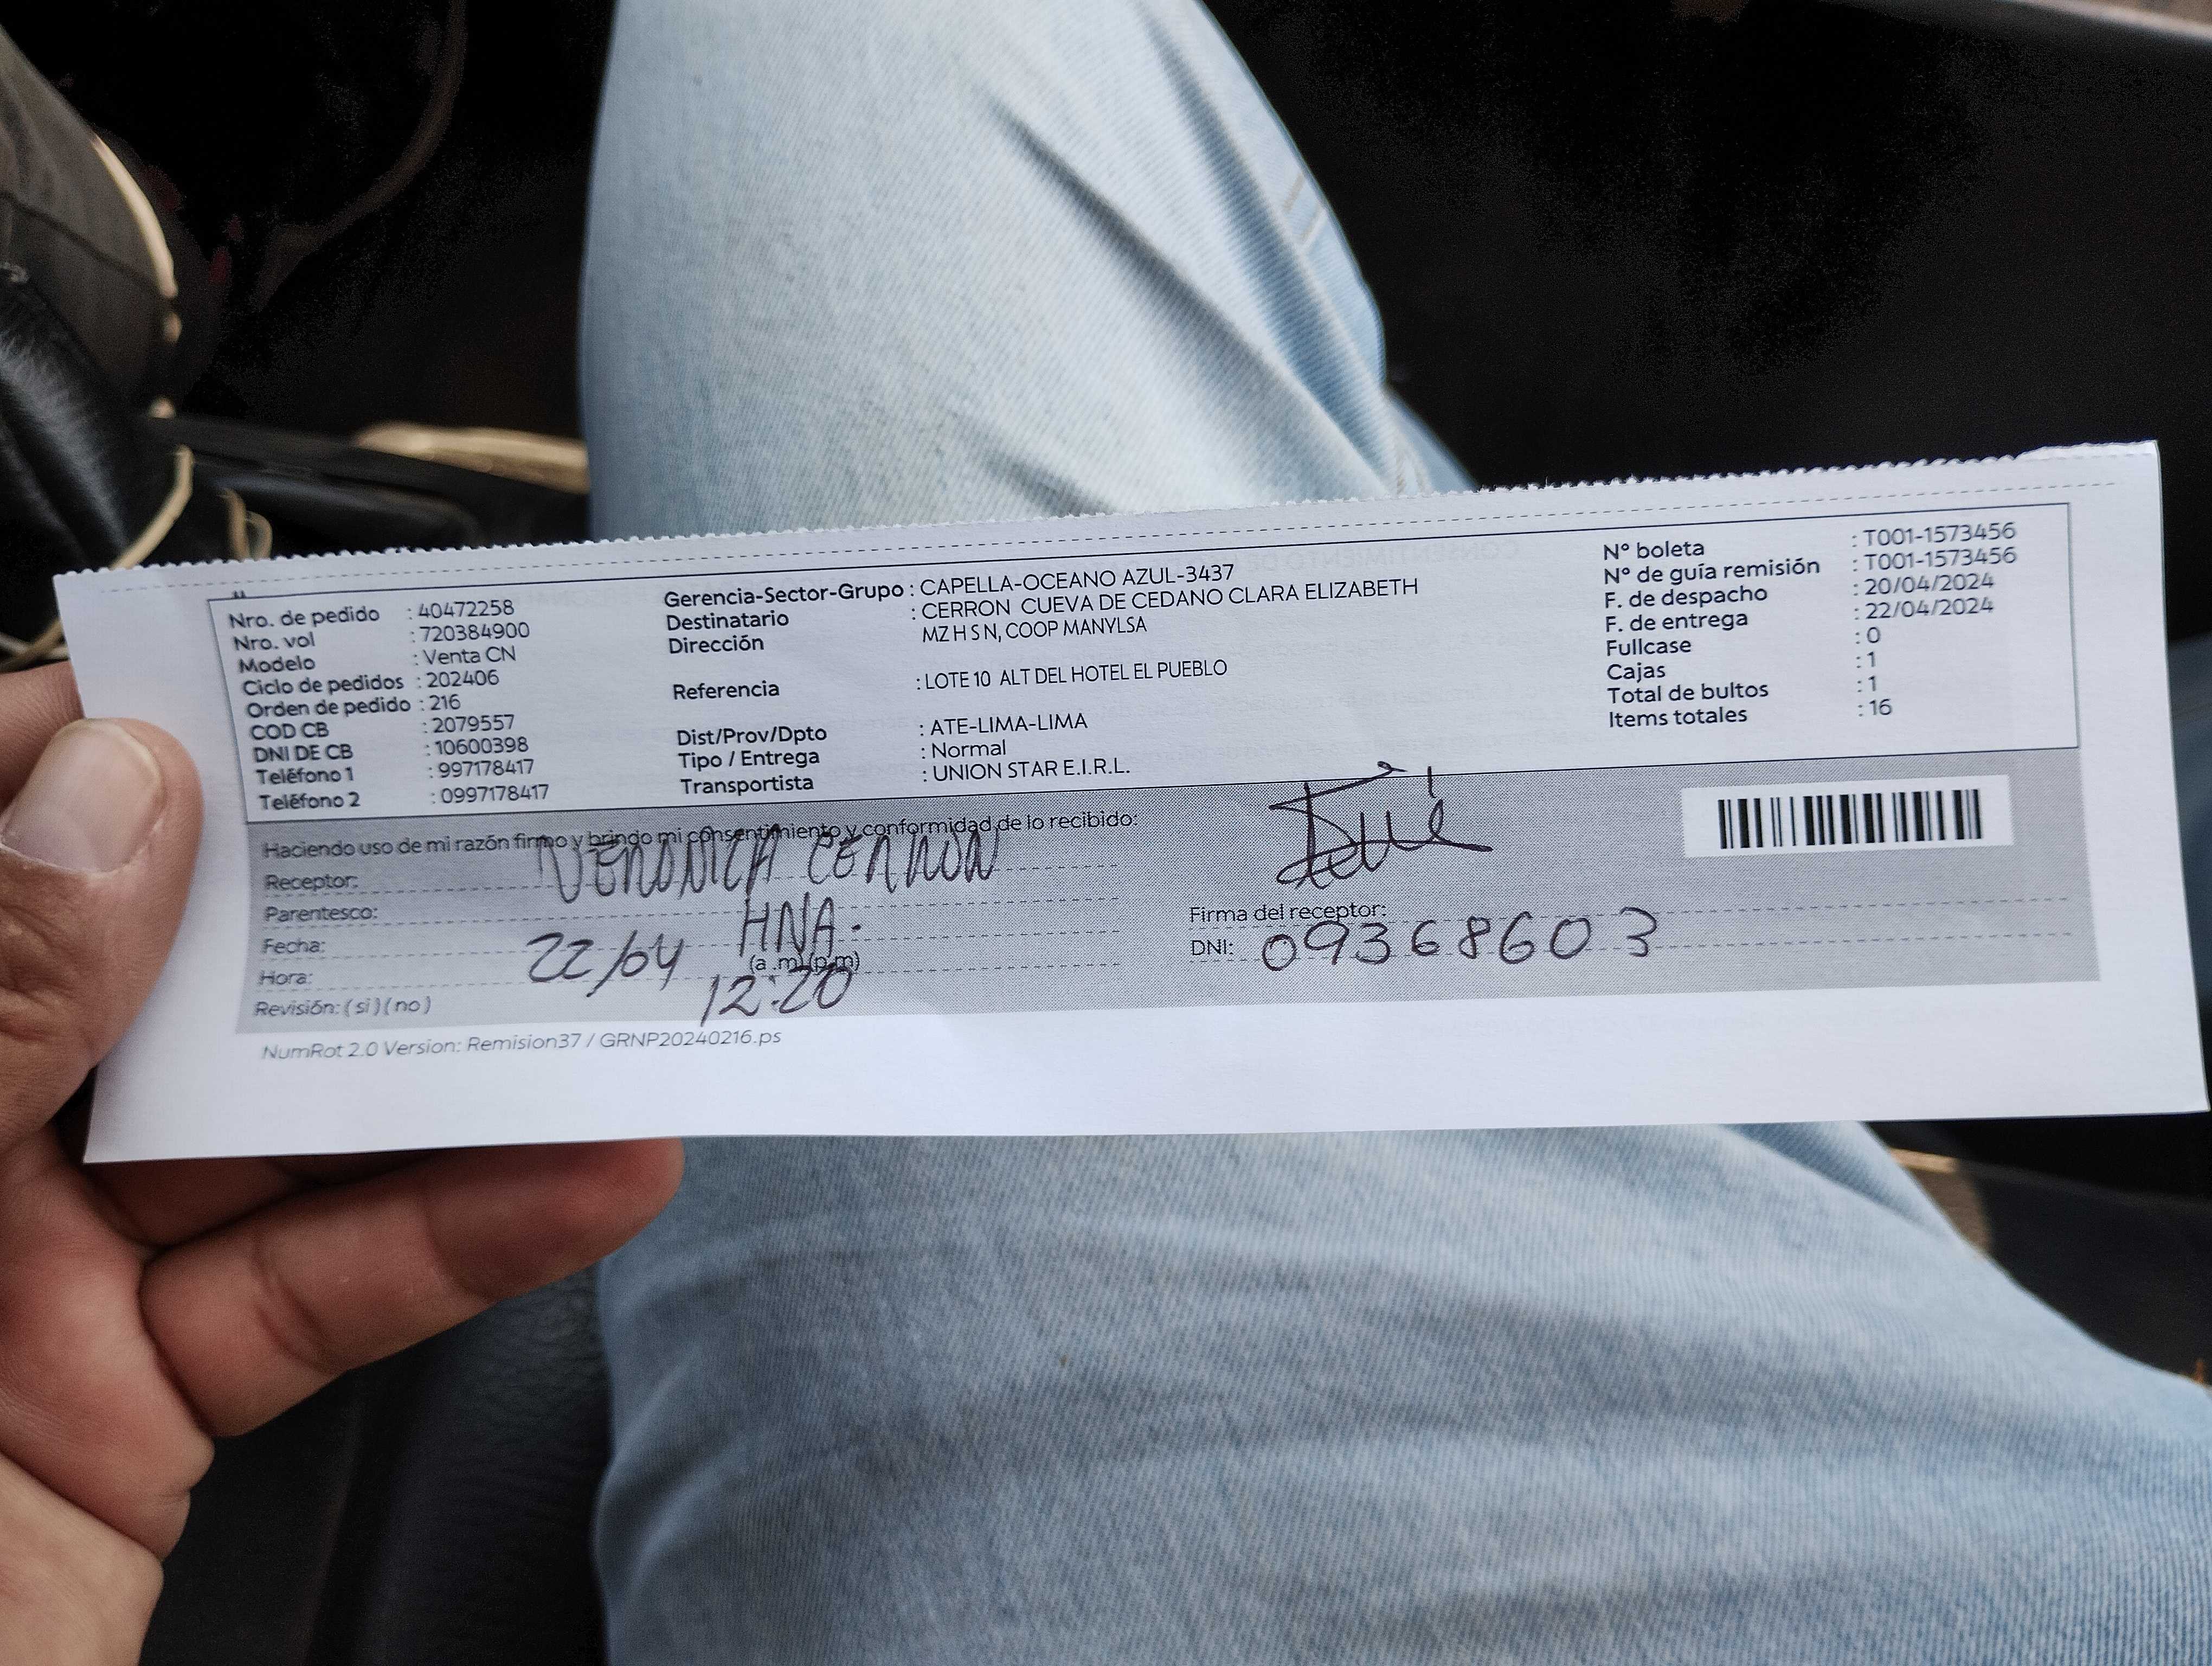 Nro. de pedido : 40472258
Nro. vol : 720384900
Modelo : Venta CN
Ciclo de pedidos : 202406
Orden de pedido : 216
COD CB : 2079557
DNI DE CB : 10600398
Teléfono 1 : 997178417
Teléfono 2 : 0997178417
Gerencia-Sector-Grupo : CAPELLA-OCEANO AZUL-3437
Destinatario : CERRON CUEVA DE CEDANO CLARA ELIZABETH
Dirección MZ H S N, COOP MANYLSA
Referencia : LOTE 10 ALT DEL HOTEL EL PUEBLO
Dist/Prov/Dpto : ATE-LIMA-LIMA
Tipo / Entrega : Normal
Transportista : UNION STAR E.I.R.L.
N° boleta : T001-1573456
N° de guía remisión : T001-1573456
F. de despacho : 20/04/2024
F. de entrega : 22/04/2024
Fullcase : 0
Cajas : 1
Total de bultos : 1
Items totales : 16
Haciendo uso de mi razón firmo y brindo mi consentimiento y conformidad de lo recibido:
Receptor: VERONICA CERRON
Parentesco: HNA.
Fecha: 22/04
Hora: (a .m) (p.m) 12:20
Revisión: ( si ) ( no )
Firma del receptor:
DNI: 09368603
NumRot 2.0 Version: Remision37 / GRNP20240216.ps